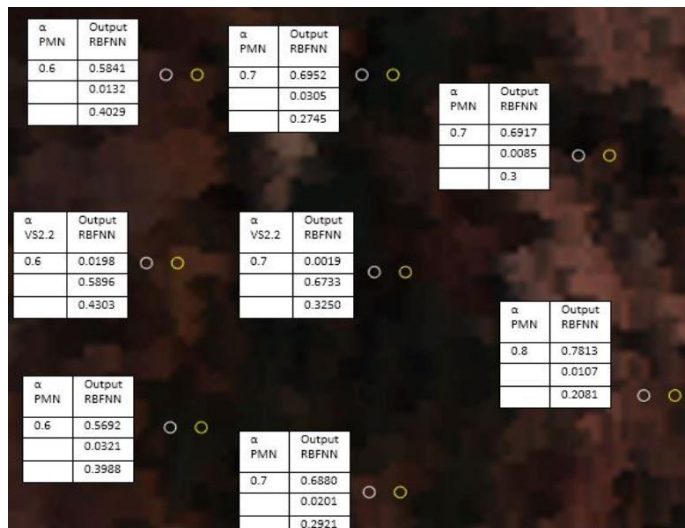 α Output
PMN RBFNN
0.6 0.5841
0.0132
0.4029
α Output
PMN RBFNN
0.7 0.6952
0.0305
0.2745
α Output
PMN RBFNN
0.7 0.6917
0.0085
0.3
α Output
VS2.2 RBFNN
0.6 0.0198
0.5896
0.4303
α Output
VS2.2 RBFNN
0.7 0.0019
0.6733
0.3250
α Output
PMN RBFNN
0.8 0.7813
0.0107
0.2081
α Output
PMN RBFNN
0.6 0.5692
0.0321
0.3988
α Output
PMN RBFNN
0.7 0.6880
0.0201
0.2921